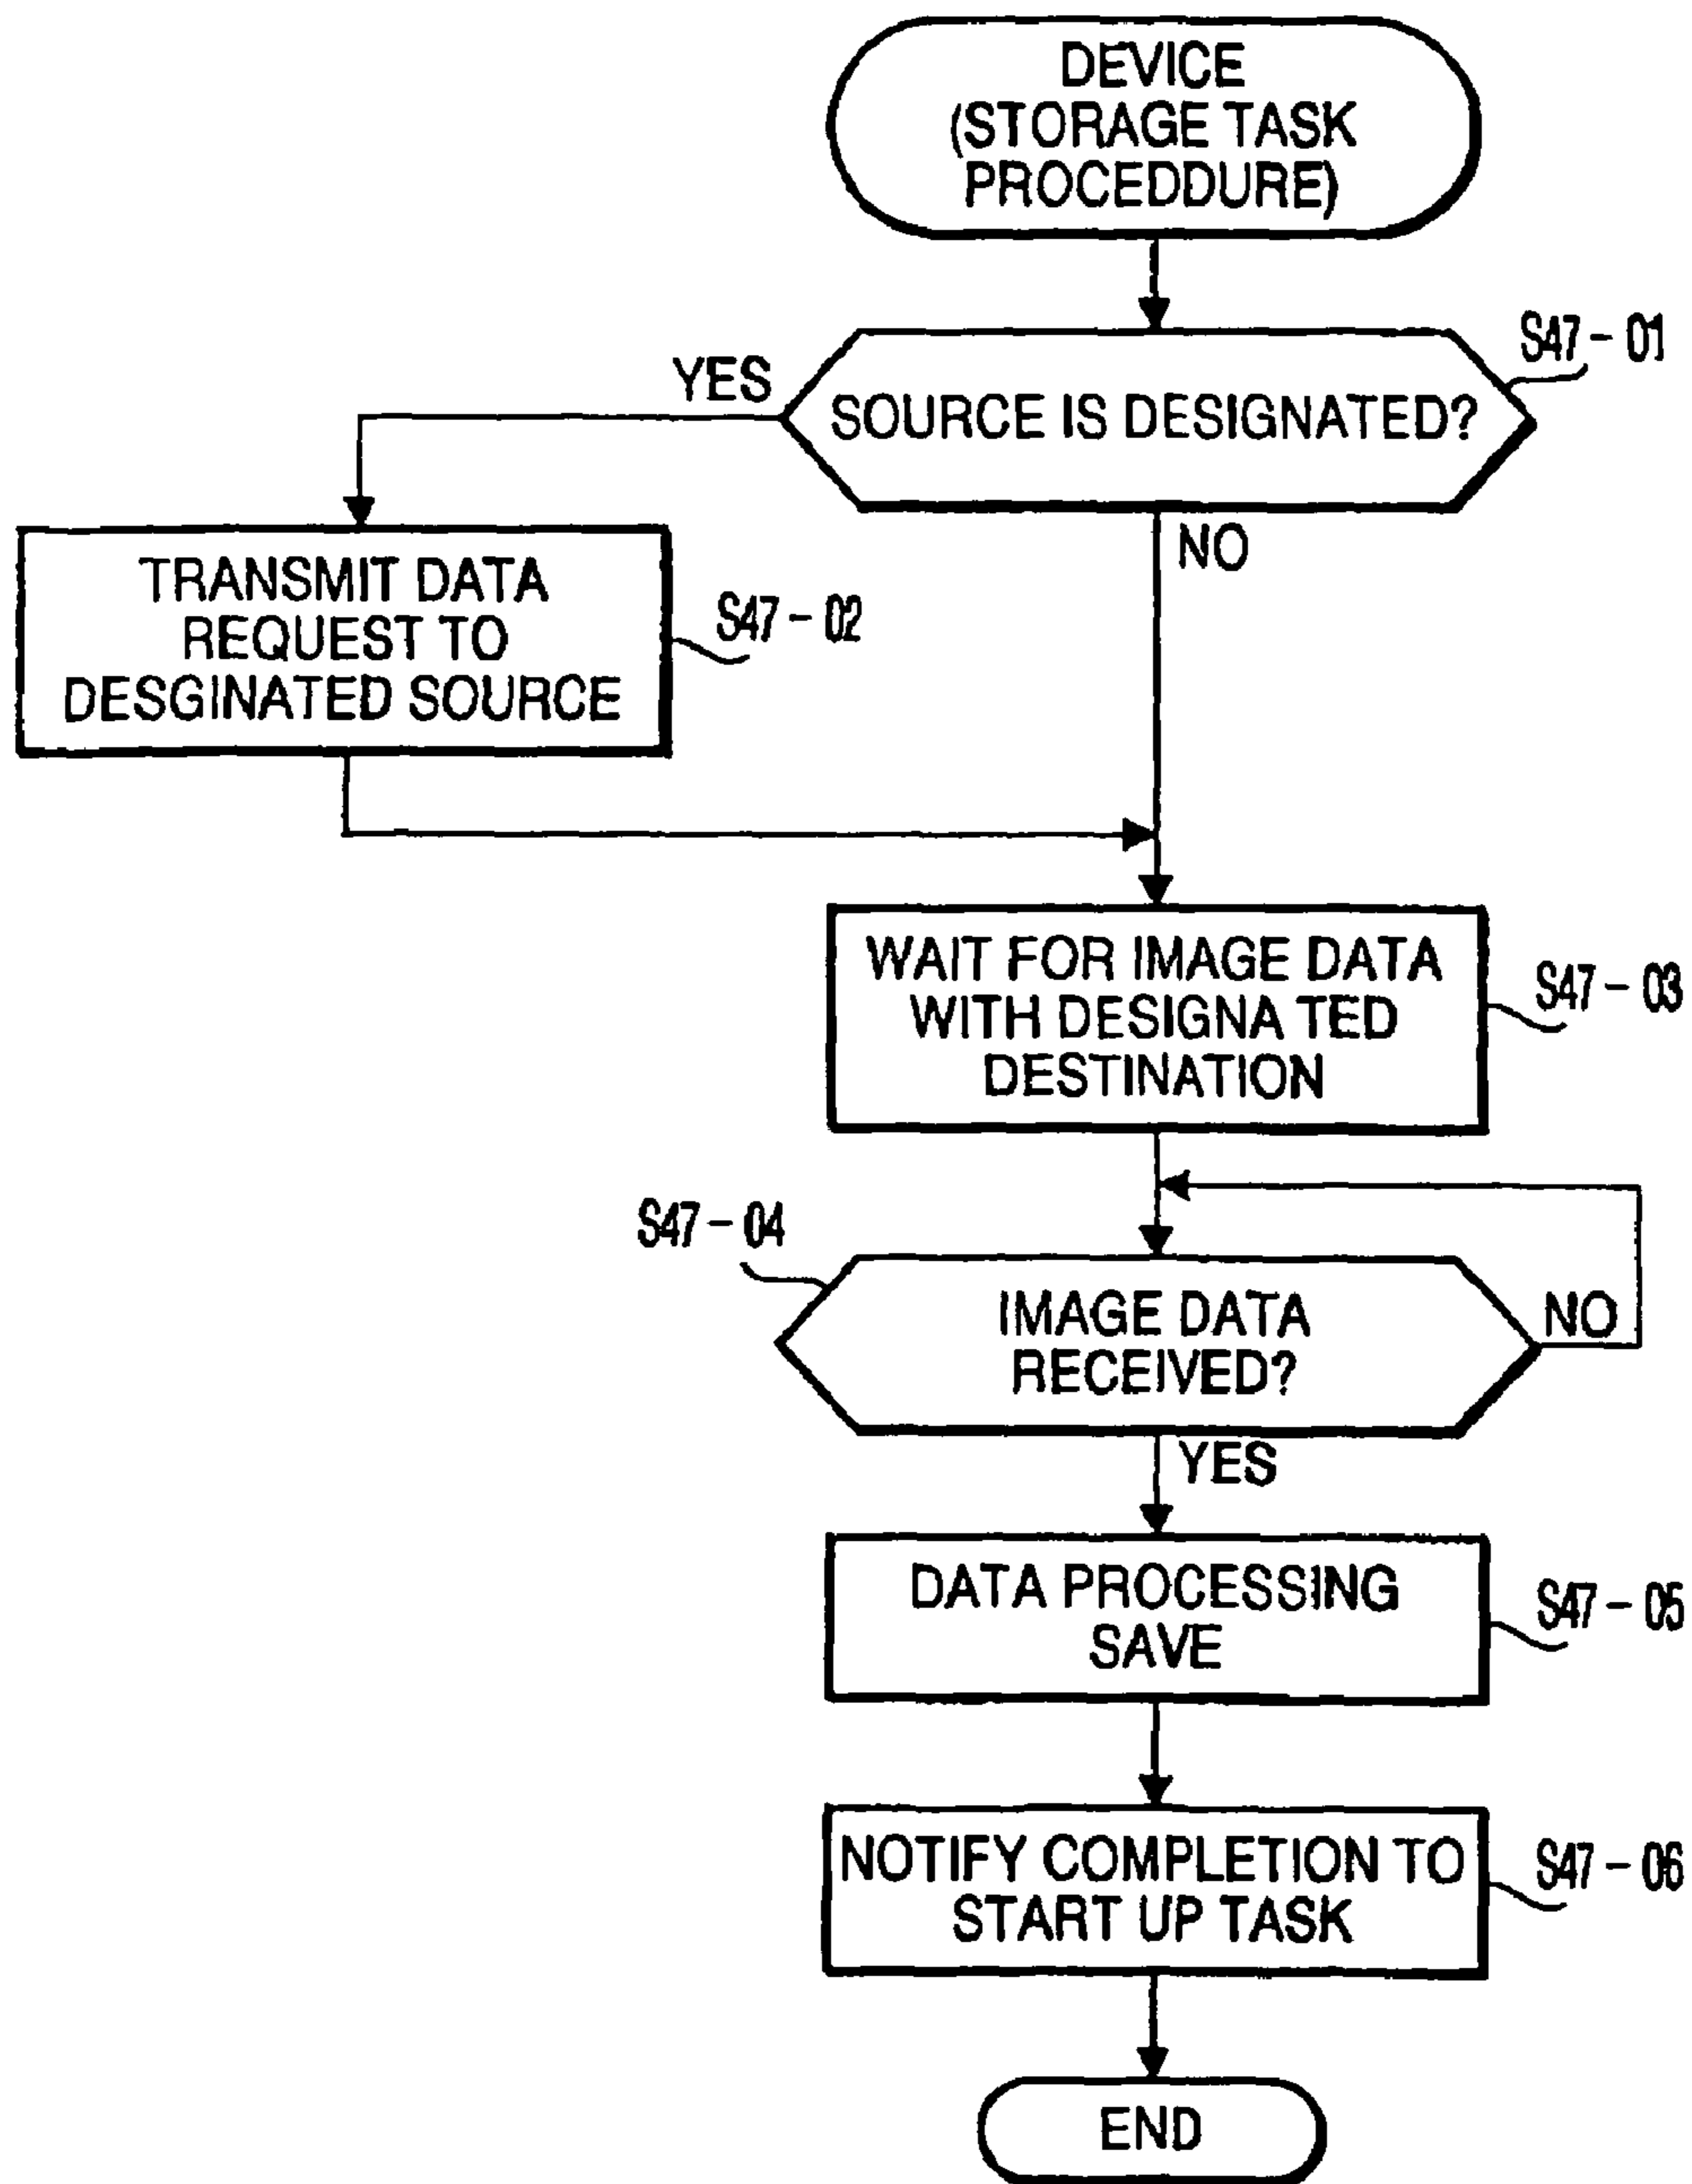 DEVICE
(STORAGE TASK
PROCEDDURE)
S47-01
YES
SOURCE IS DESIGNATED?
NO
TRANSMIT DATA
REQUEST TO
DESGINATED SOURCE
S47-02
WAIT FOR IMAGE DATA
WITH DESIGNA TED
DESTINATION
S47-03
S47-04
IMAGE DATA
RECEIVED?
NO
YES
DATA PROCESSING
SAVE
S47-05
NOTIFY COMPLETION TO
START UP TASK
S47-06
END